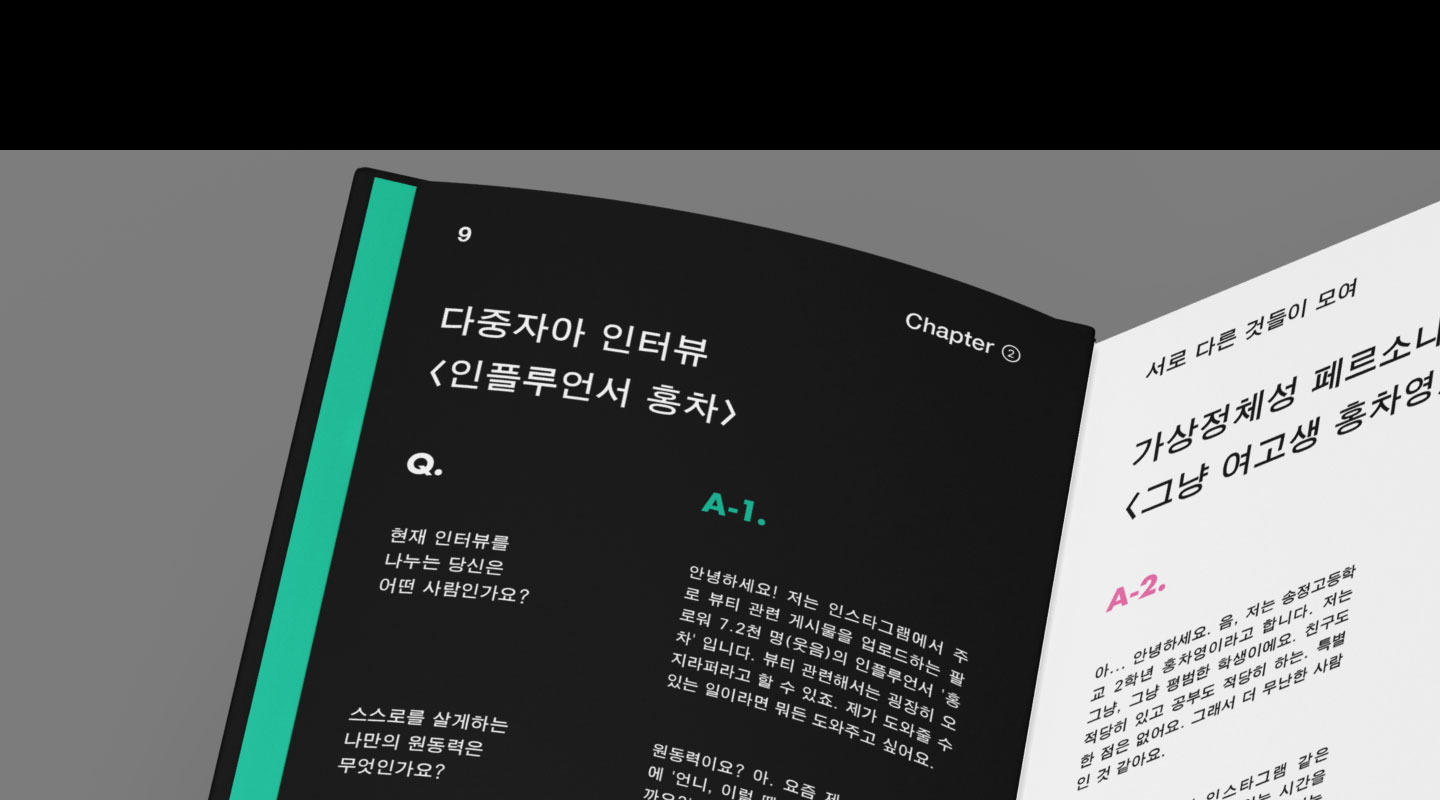 9
Chapter ②
다중자아 인터뷰
<인플루언서 홍차>
Q.
현재 인터뷰를
나누는 당신은
어떤 사람인가요?
스스로를 살게하는
나만의 원동력은
무엇인가요?
A-1.
안녕하세요! 저는 인스타그램에서 주
로 뷰티 관련 게시물을 업로드하는 팔
로워 7.2천 명(웃음)의 인플루언서 '홍
차' 입니다. 뷰티 관련해서는 굉장히 오
지라퍼라고 할 수 있죠. 제가 도와줄 수
있는 일이라면 뭐든 도와주고 싶어요.
원동력이요? 아. 요즘 제
에 '언니, 이럴 때
서로 다른 것들이 모여
가상정체성 페르소나
<그냥 여고생 홍차영
A-2.
아... 안녕하세요. 음, 저는 송정고등학
교 2학년 홍차영이라고 합니다. 저는
그냥, 그냥 평범한 학생이에요. 친구도
적당히 있고 공부도 적당히 하는. 특별
한 점은 없어요. 그래서 더 무난한 사람
인 것 같아요.
인스타그램 같은
시간을